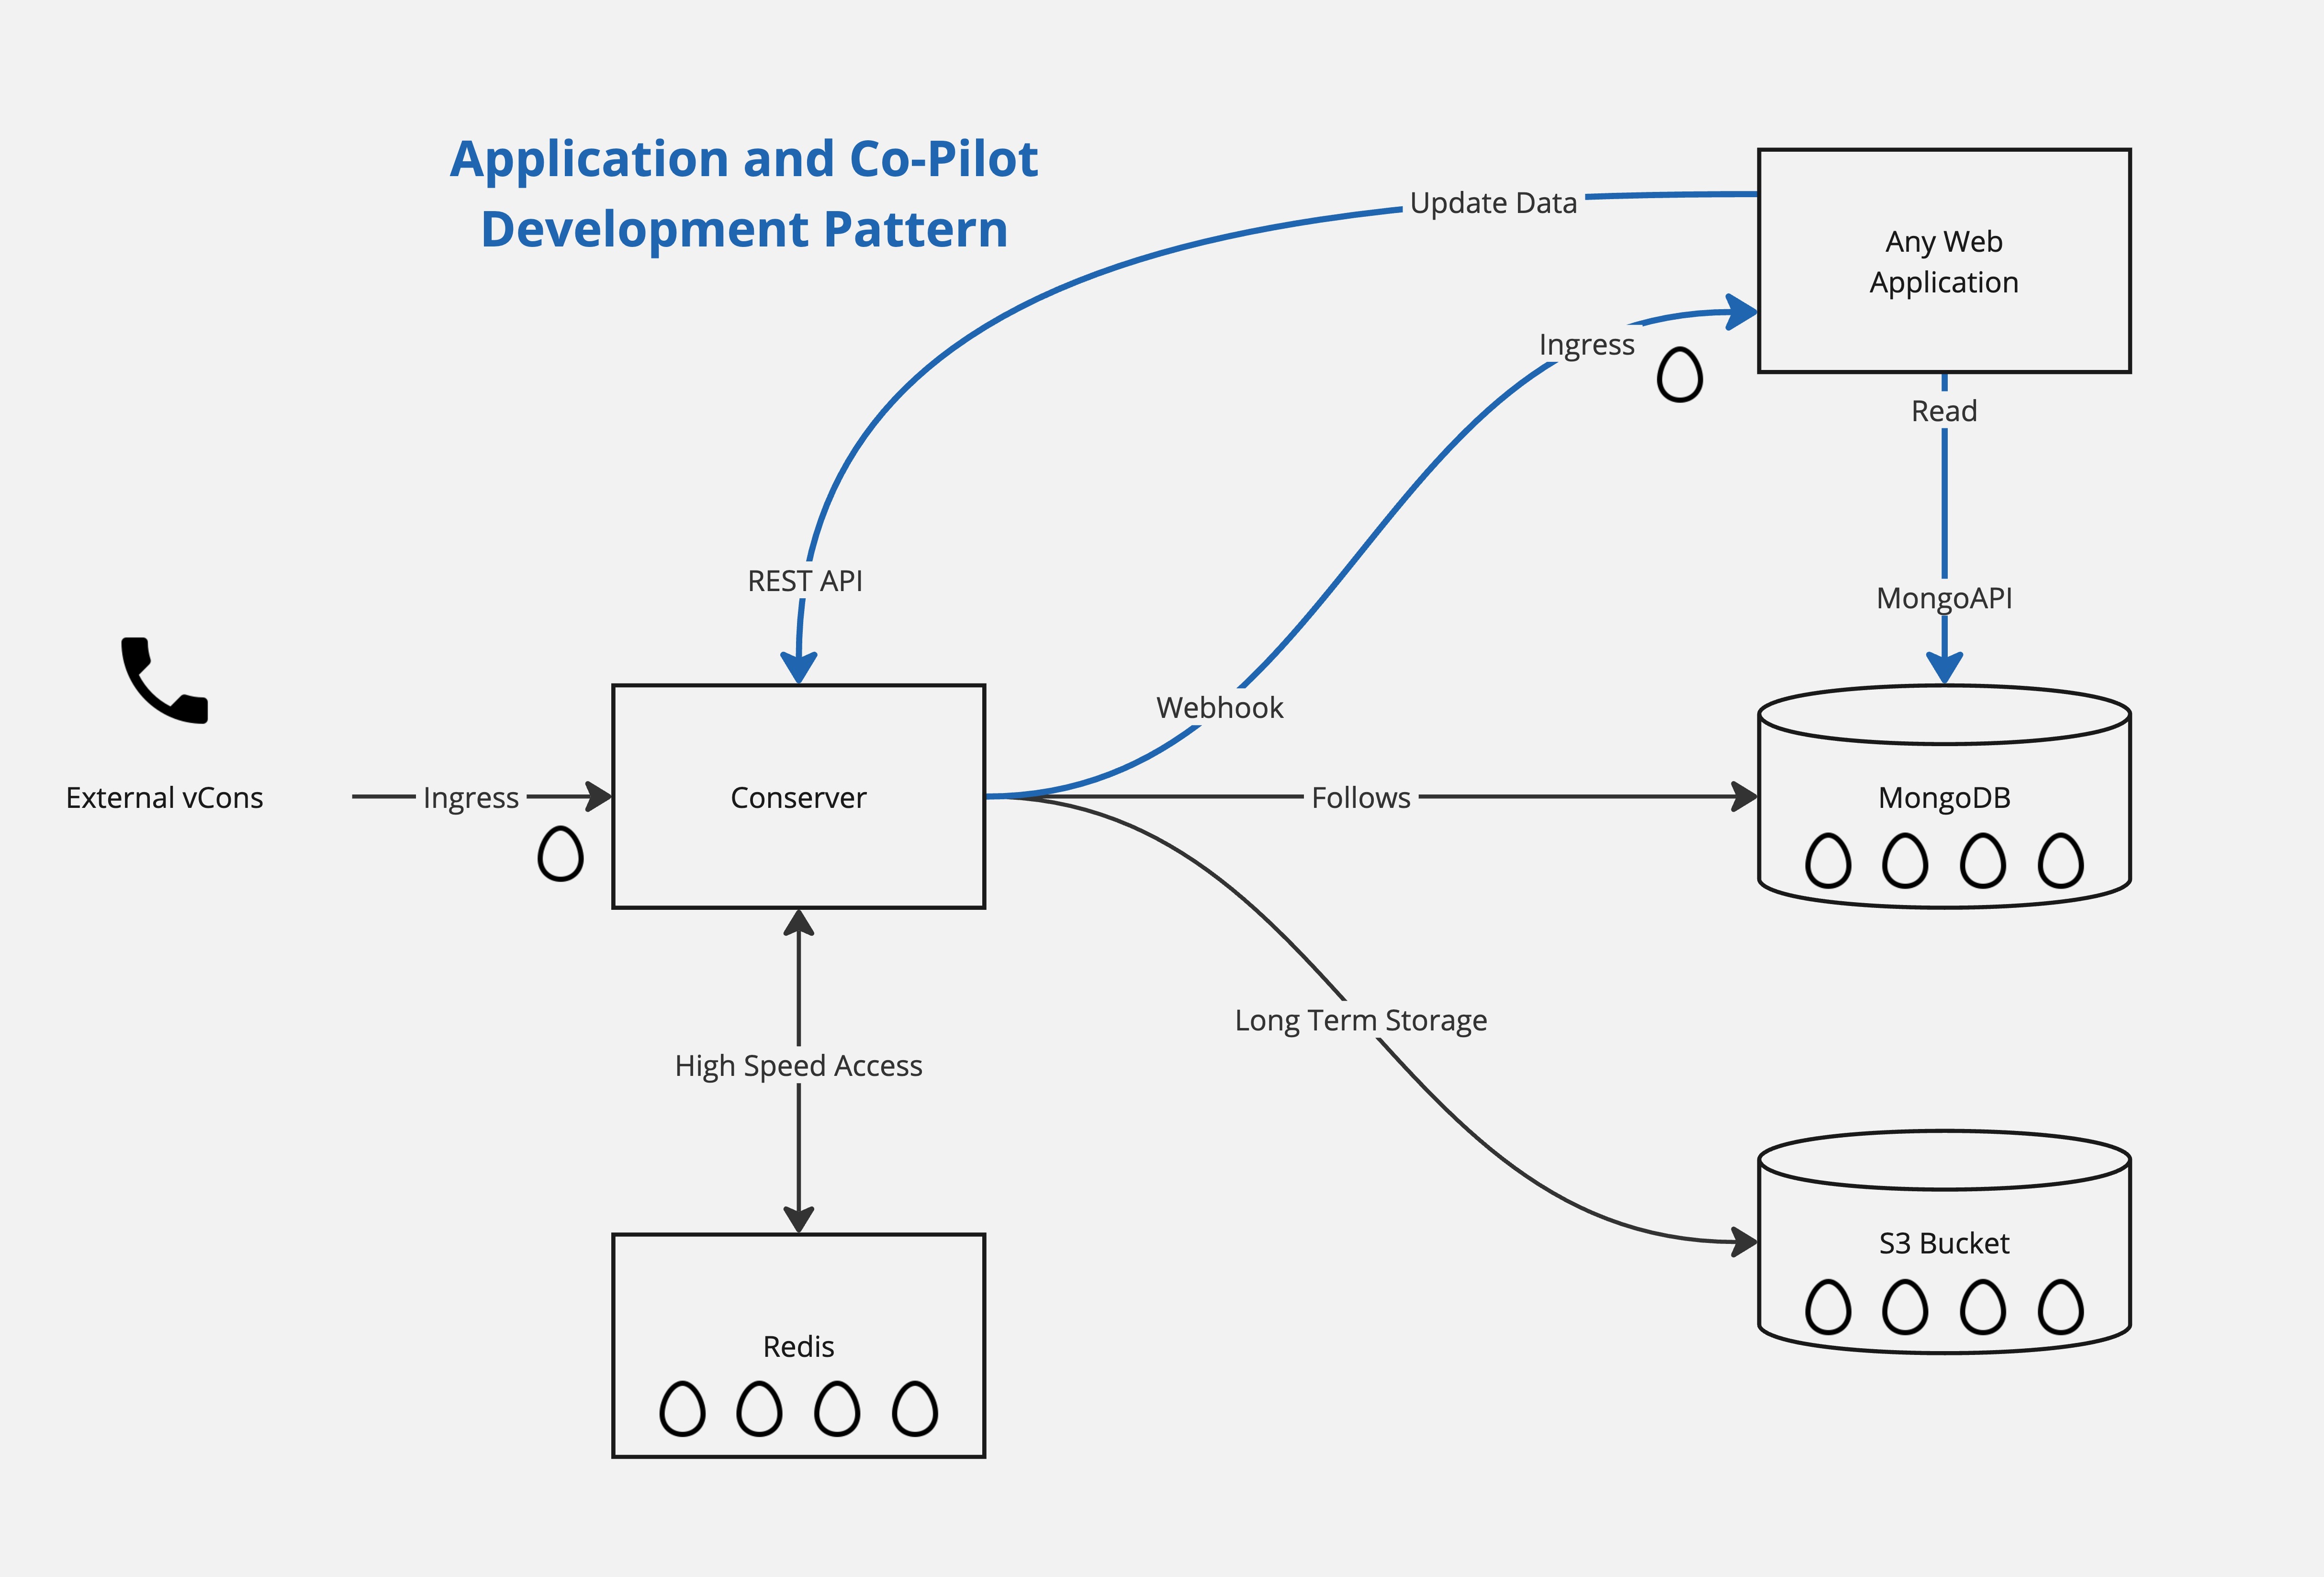 Application and Co-Pilot
Development Pattern
Update Data
Any Web
Application
Ingress
Read
REST API
MongoAPI
Webhook
External vCons
Ingress
Conserver
Follows
MongoDB
Long Term Storage
High Speed Access
S3 Bucket
Redis